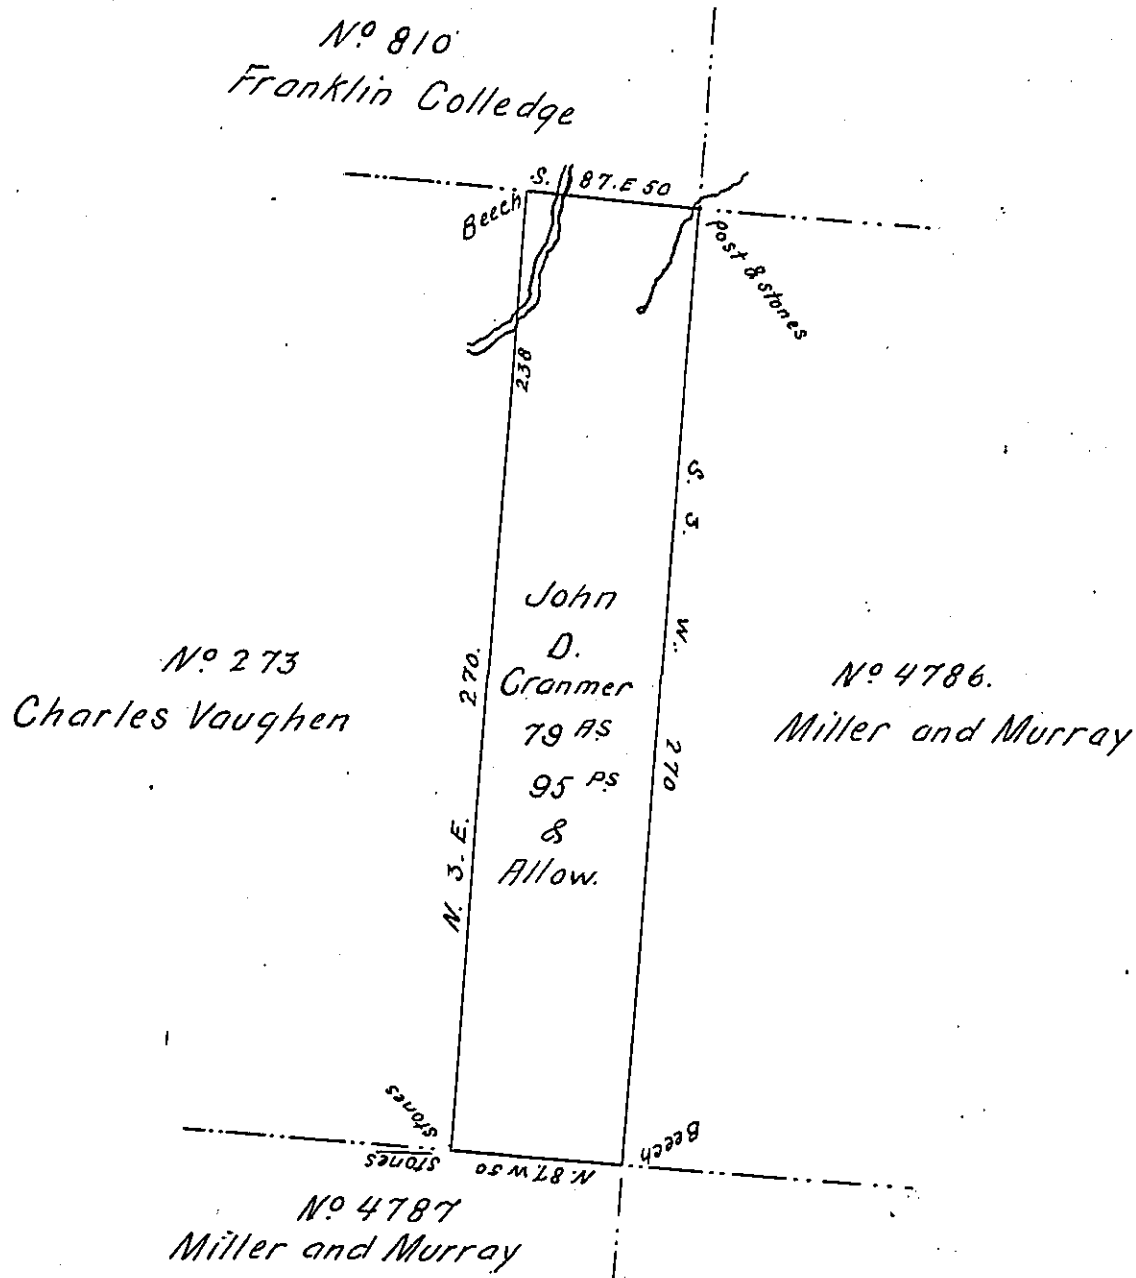 Nº 810
Franklin Colledge
S. 87. E 50
Beech
post & stones
238
S. 3. W. 270
N. 3. E. 270.
John
D.
Cranmer
79 A.S
95 P.S
&
Allow.
Nº 273
Charles Vaughen
Nº 4786.
Miller and Murray
stones
stones
N. 87. W 50
Beech
Nº 4787
Miller and Murray